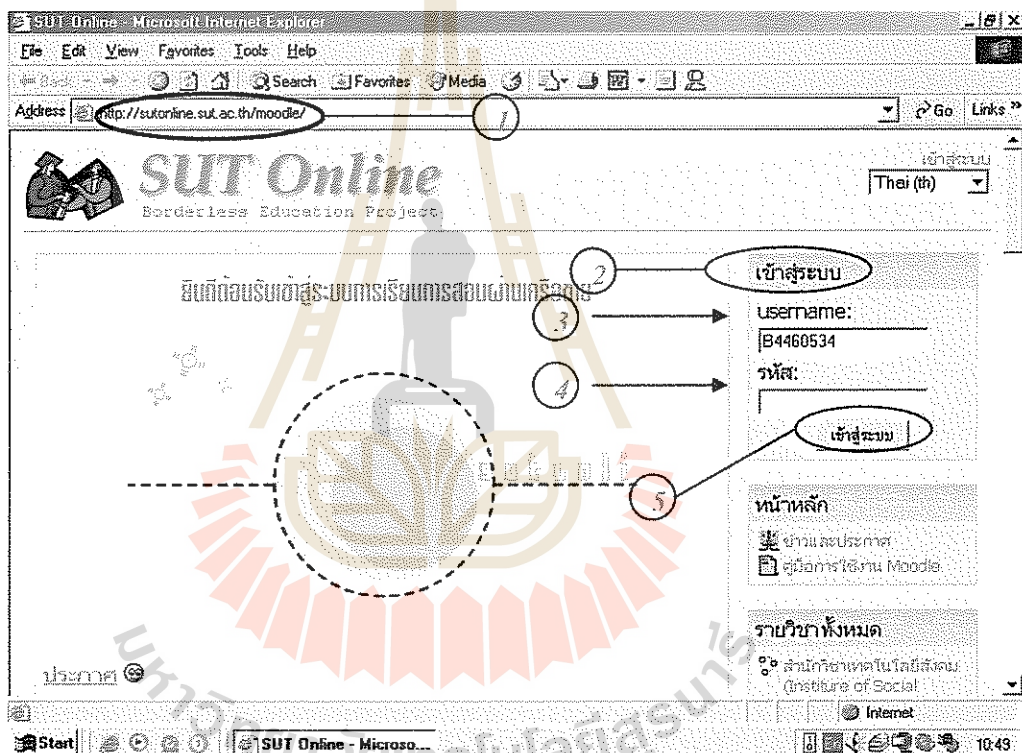 SUT Online - Microsoft Internet Explorer
File Edit View Favorites Tools Help
Back Search Favorites Media
Address http://sutonline.sut.ac.th/moodle/ Go Links »
1
เข้าสู่ระบบ
SUT Online
Thai (th)
Borderless Education Project
2
เข้าสู่ระบบ
ยินดีต้อนรับเข้าสู่ระบบการเรียนการสอนผ่านเครือข่าย
3
username:
B4460534
4
รหัส:
เข้าสู่ระบบ
5
หน้าหลัก
ข่าวและประกาศ
คู่มือการใช้งาน Moodle
รายวิชาทั้งหมด
สำนักวิชาเทคโนโลยีสังคม
(Institute of Social
ประกาศ
Internet
Start SUT Online - Microso... 10:49